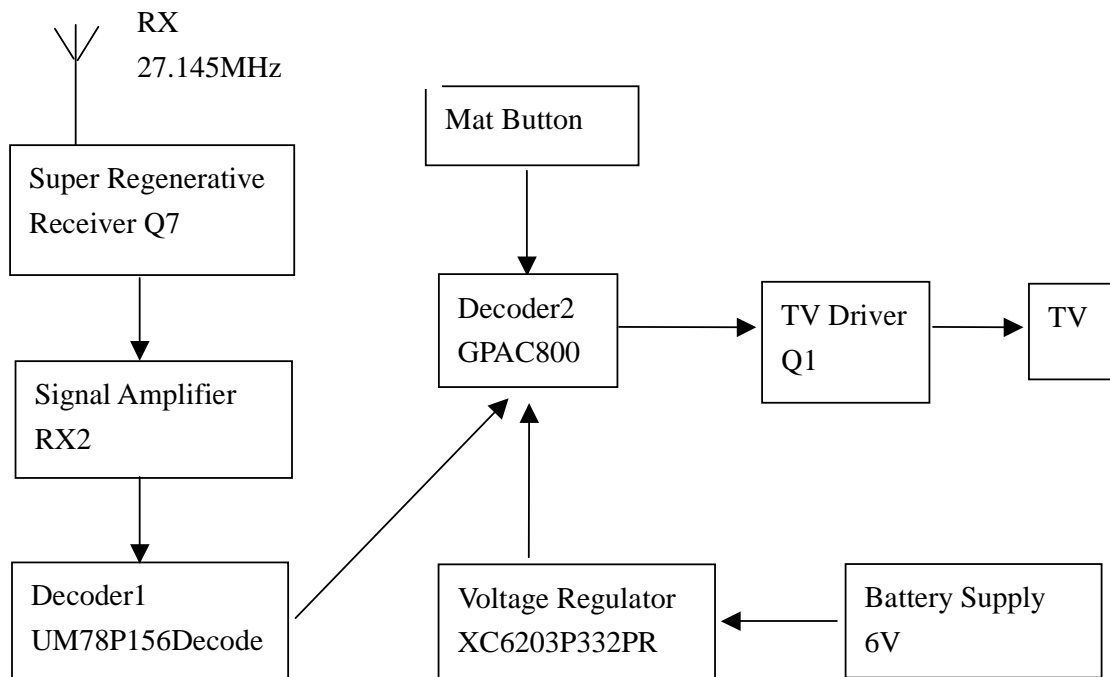 RX
27.145MHz
Mat Button
Super Regenerative
Receiver Q7
Decoder2
GPAC800
TV Driver
Q1
TV
Signal Amplifier
RX2
Decoder1
UM78P156Decode
Voltage Regulator
XC6203P332PR
Battery Supply
6V